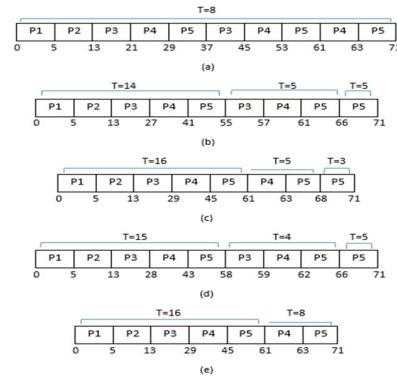 T=8
P1 P2 P3 P4 P5 P3 P4 P5 P4 P5
0 5 13 21 29 37 45 53 61 63 71
(a)
T=14 T=5 T=5
P1 P2 P3 P4 P5 P3 P4 P5 P5
0 5 13 27 41 55 57 61 66 71
(b)
T=16 T=5 T=3
P1 P2 P3 P4 P5 P4 P5 P5
0 5 13 29 45 61 63 68 71
(c)
T=15 T=4 T=5
P1 P2 P3 P4 P5 P3 P4 P5 P5
0 5 13 28 43 58 59 62 66 71
(d)
T=16 T=8
P1 P2 P3 P4 P5 P4 P5
0 5 13 29 45 61 63 71
(e)